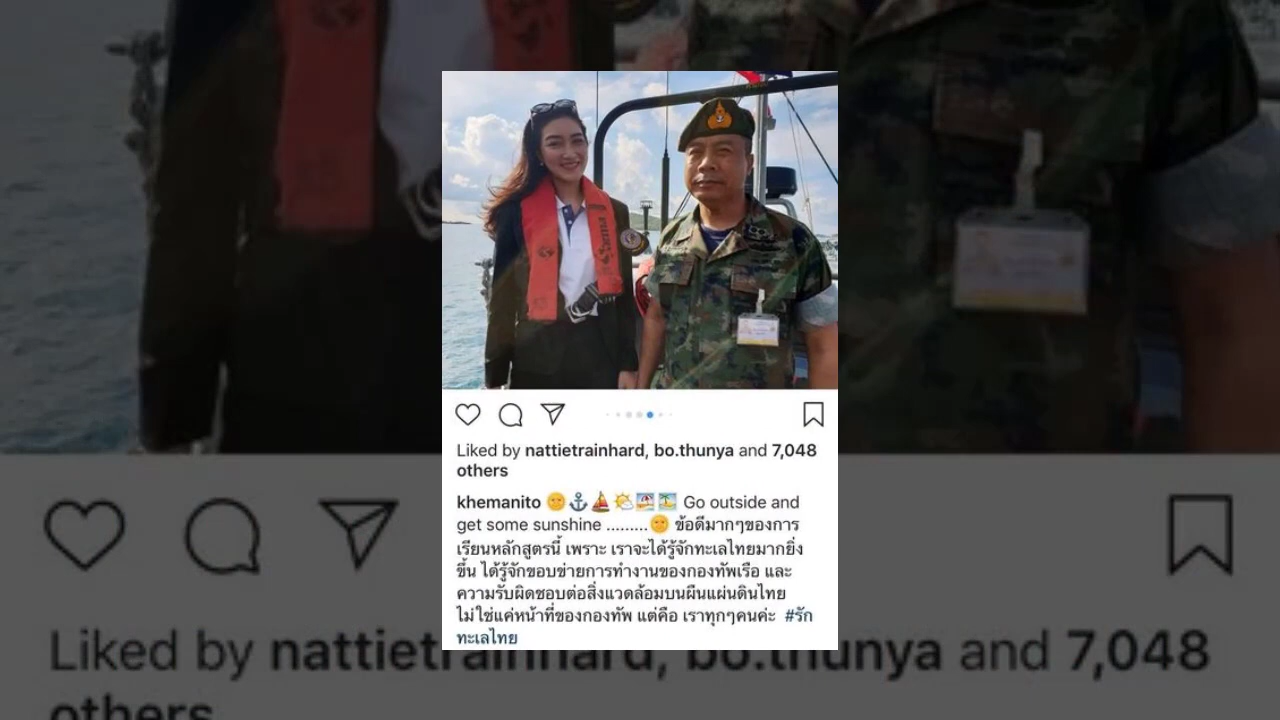 Liked by nattietrainhard, bo.thunya and 7,048
others
khemanito 🌞⚓⛵🌤️🏖️🏝️ Go outside and
get some sunshine .........🌞 ข้อดีมากๆของการ
เรียนหลักสูตรนี้ เพราะ เราจะได้รู้จักทะเลไทยมากยิ่ง
ขึ้น ได้รู้จักขอบข่ายการทำงานของกองทัพเรือ และ
ความรับผิดชอบต่อสิ่งแวดล้อมบนผืนแผ่นดินไทย
ไม่ใช่แค่หน้าที่ของกองทัพ แต่คือ เราทุกๆคนค่ะ #รัก
ทะเลไทย
Liked by nattietrainhard, bo.thunya and 7,048
others